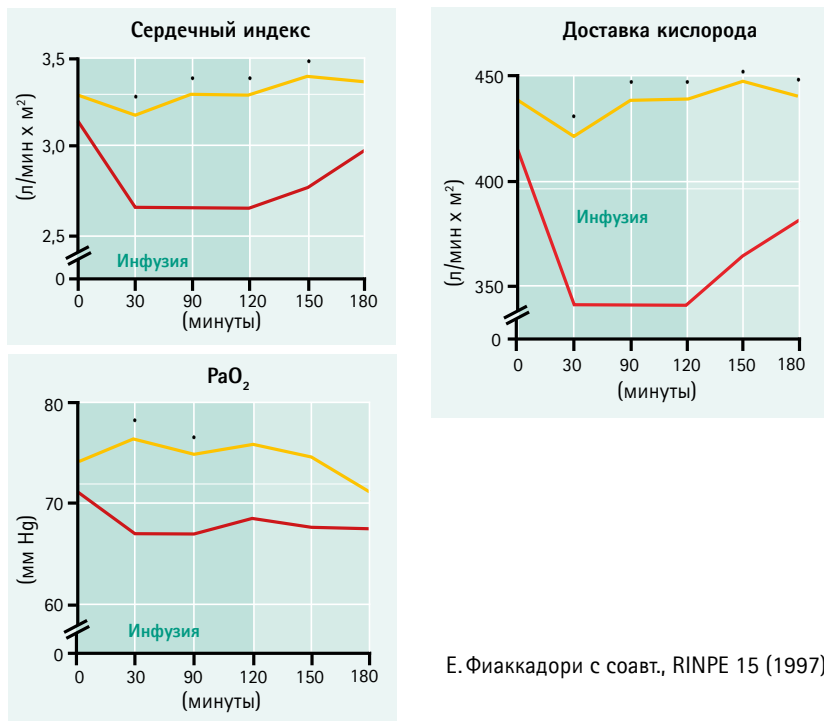 Сердечный индекс
(л/мин x м²)
3,5
3,0
2,5
0
Инфузия
0 30 90 120 150 180
(минуты)
Доставка кислорода
(л/мин x м²)
450
400
350
0
Инфузия
0 30 90 120 150 180
(минуты)
PaO₂
(мм Hg)
80
70
60
0
Инфузия
0 30 90 120 150 180
(минуты)
Е. Фиаккадори с соавт., RINPE 15 (1997)